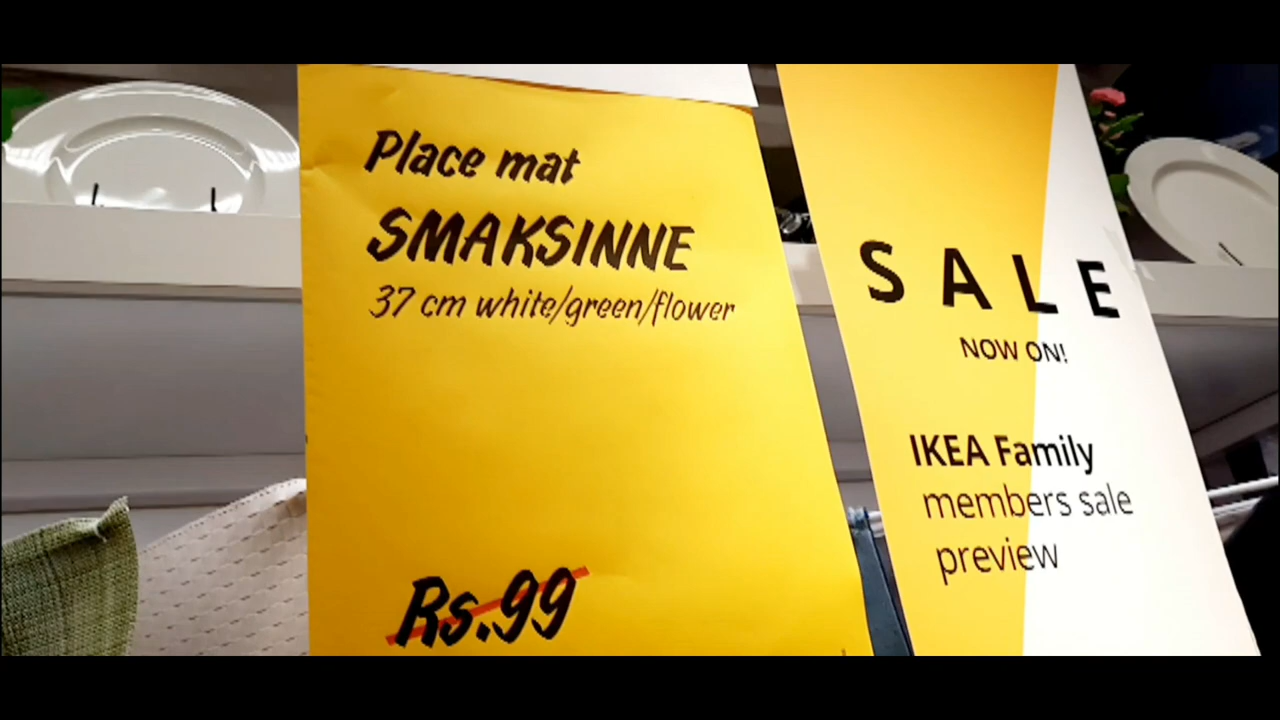 Place mat
SMAKSINNE
37 cm white/green/flower
Rs.99
SALE
NOW ON!
IKEA Family
members sale
preview